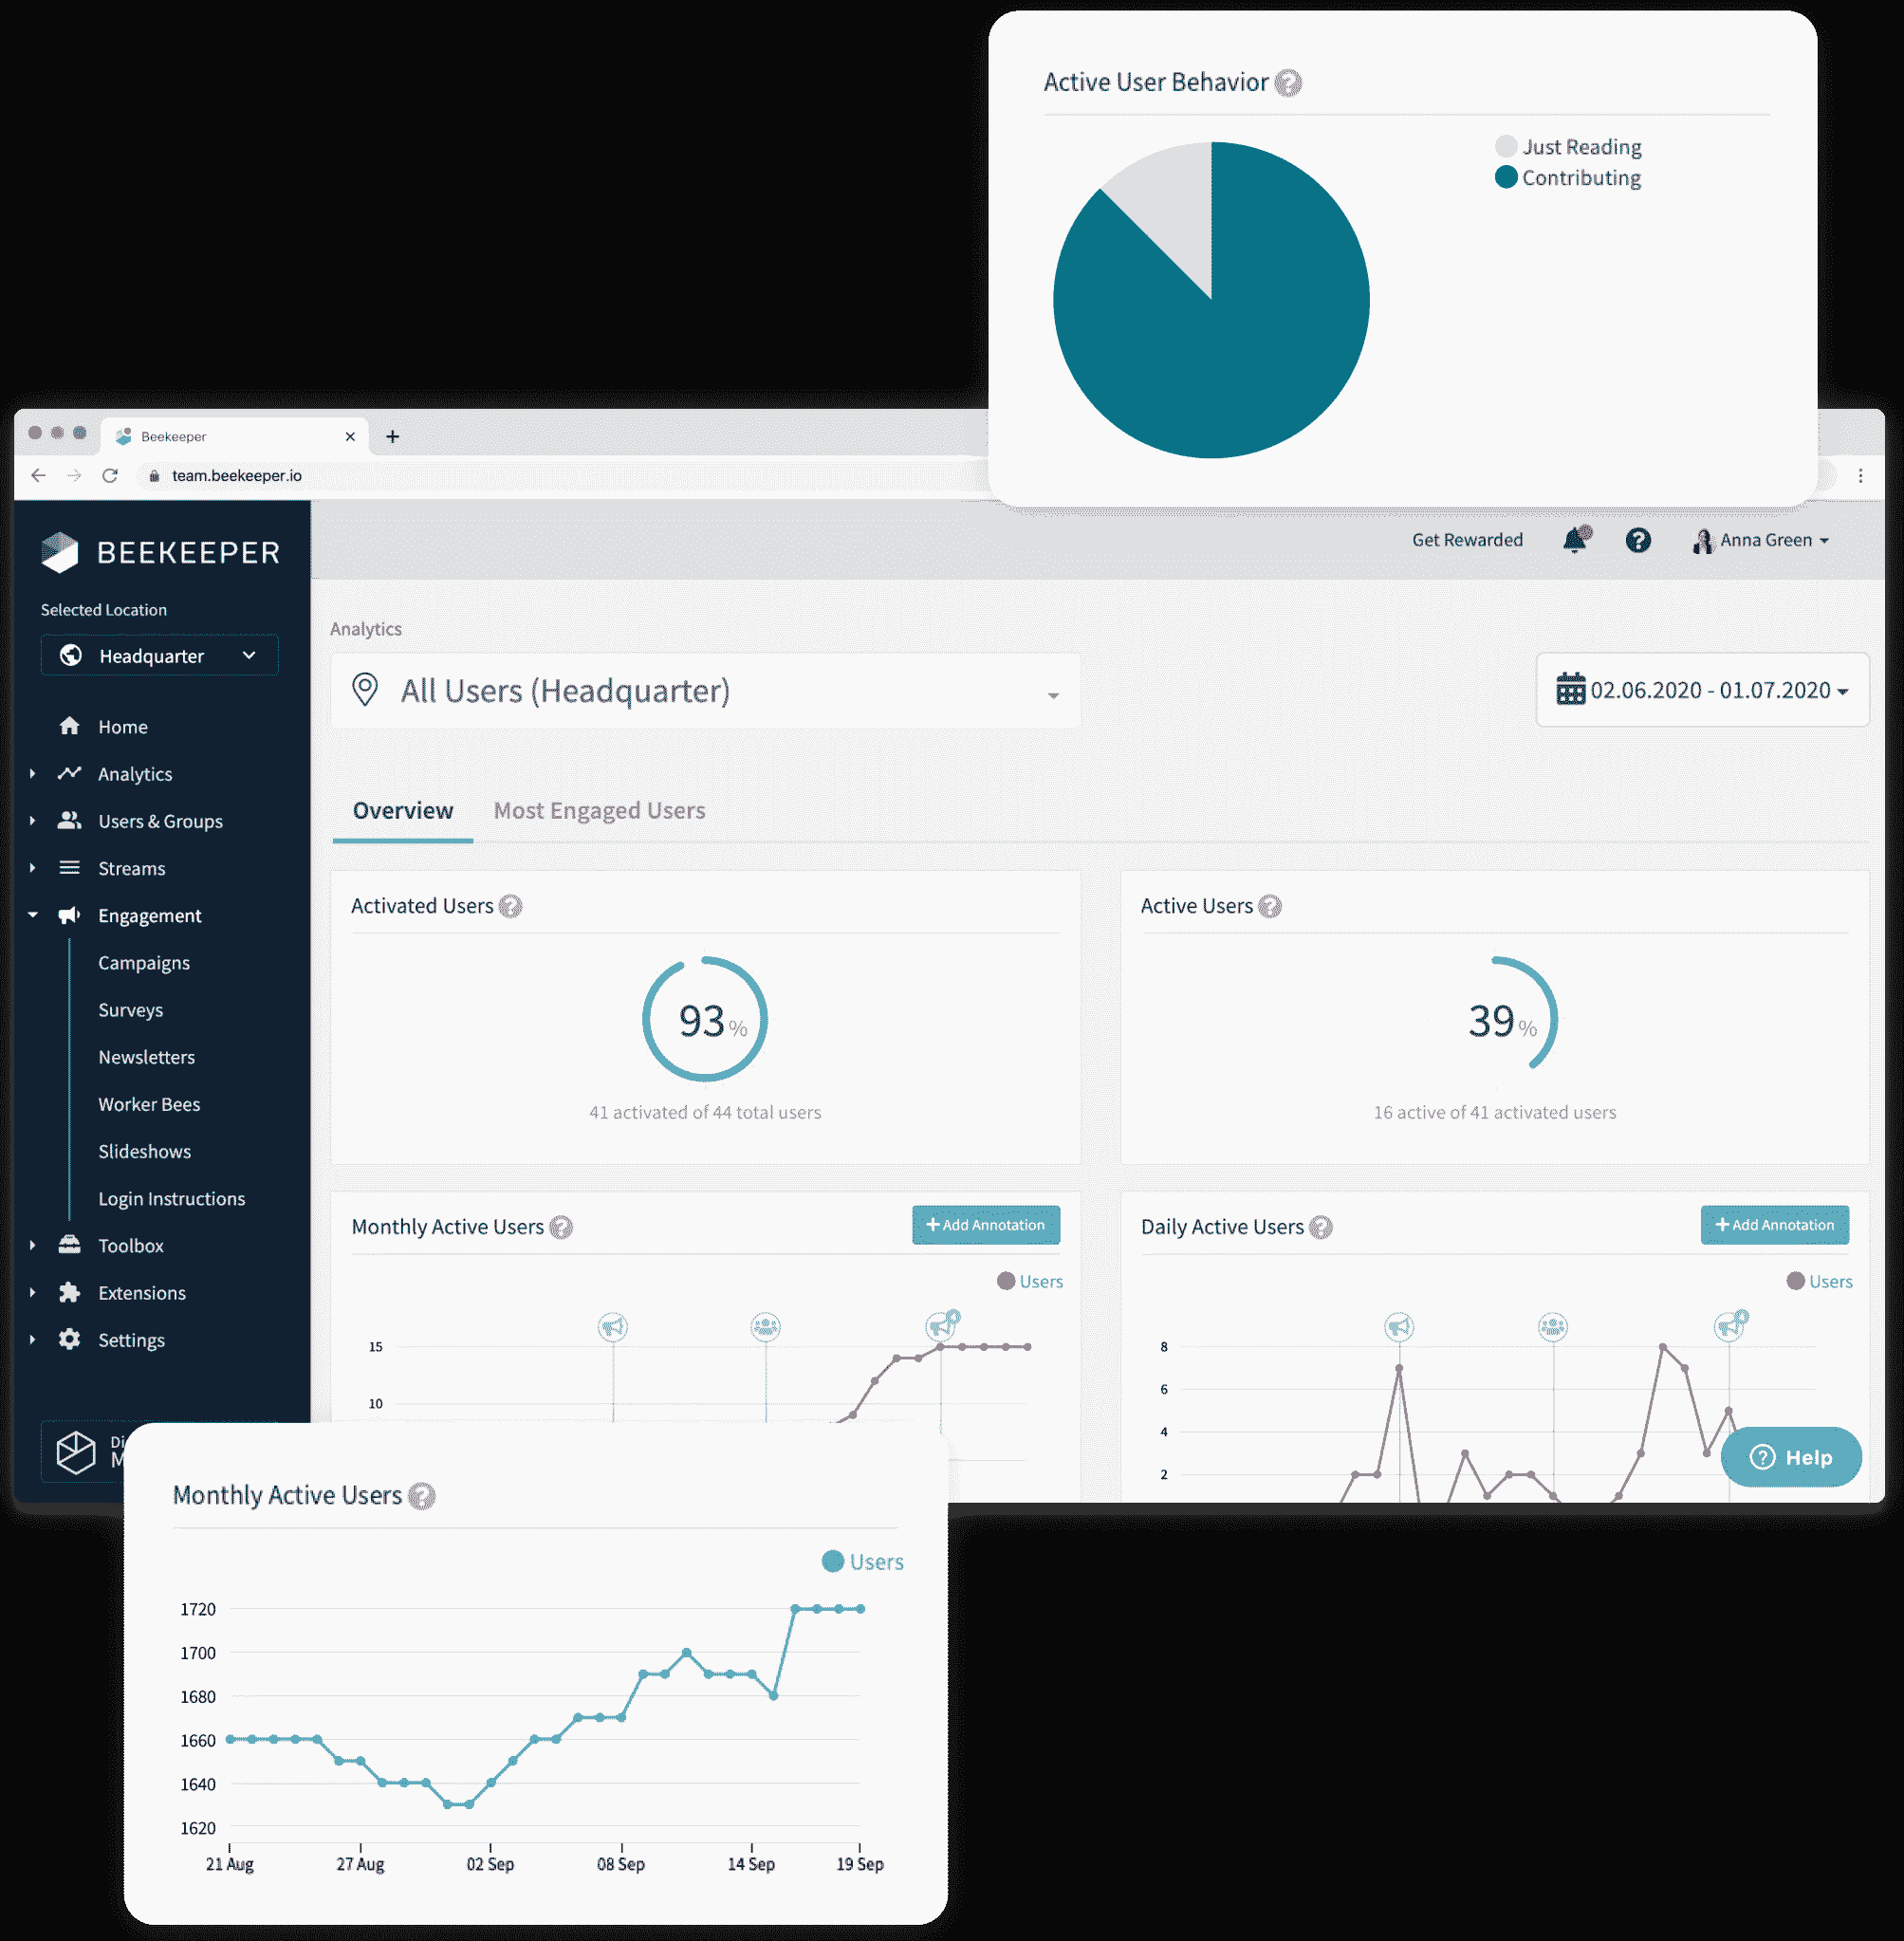 Active User Behavior
Just Reading
Contributing
Beekeeper
team.beekeeper.io
BEEKEEPER
Get Rewarded
Anna Green
Selected Location
Headquarter
Home
Analytics
Users & Groups
Streams
Engagement
Campaigns
Surveys
Newsletters
Worker Bees
Slideshows
Login Instructions
Toolbox
Extensions
Settings
Di
M
Analytics
All Users (Headquarter)
02.06.2020 - 01.07.2020
Overview Most Engaged Users
Activated Users
93 %
41 activated of 44 total users
Active Users
39 %
16 active of 41 activated users
Monthly Active Users
+ Add Annotation
Users
15
10
Daily Active Users
+ Add Annotation
Users
8
6
4
2
Help
Monthly Active Users
Users
1720
1700
1680
1660
1640
1620
21 Aug 27 Aug 02 Sep 08 Sep 14 Sep 19 Sep